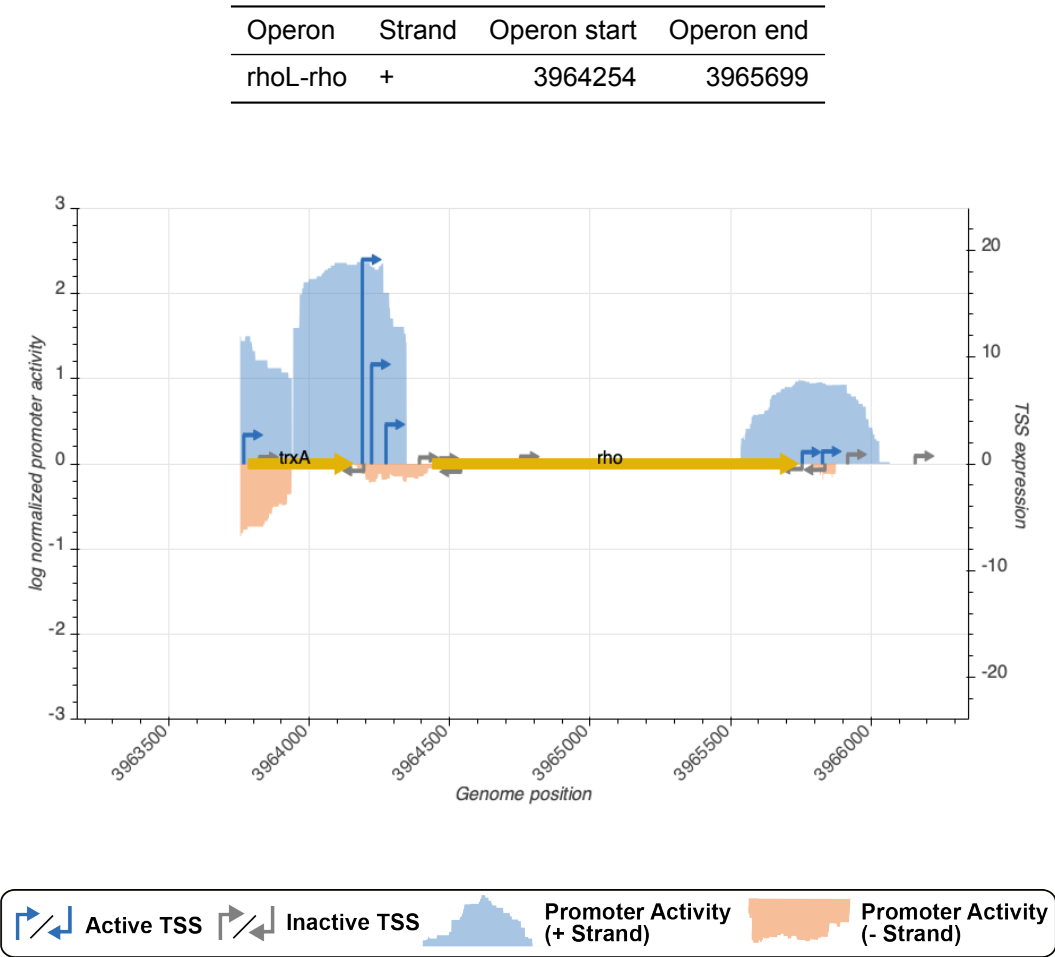 Operon Strand Operon start Operon end
rhoL-rho + 3964254 3965699
3
2
1
0
-1
-2
-3
log normalized promoter activity
20
10
0
-10
-20
TSS expression
trxA
rho
3963500
3964000
3964500
3965000
3965500
3966000
Genome position
Active TSS
Inactive TSS
Promoter Activity
(+ Strand)
Promoter Activity
(- Strand)